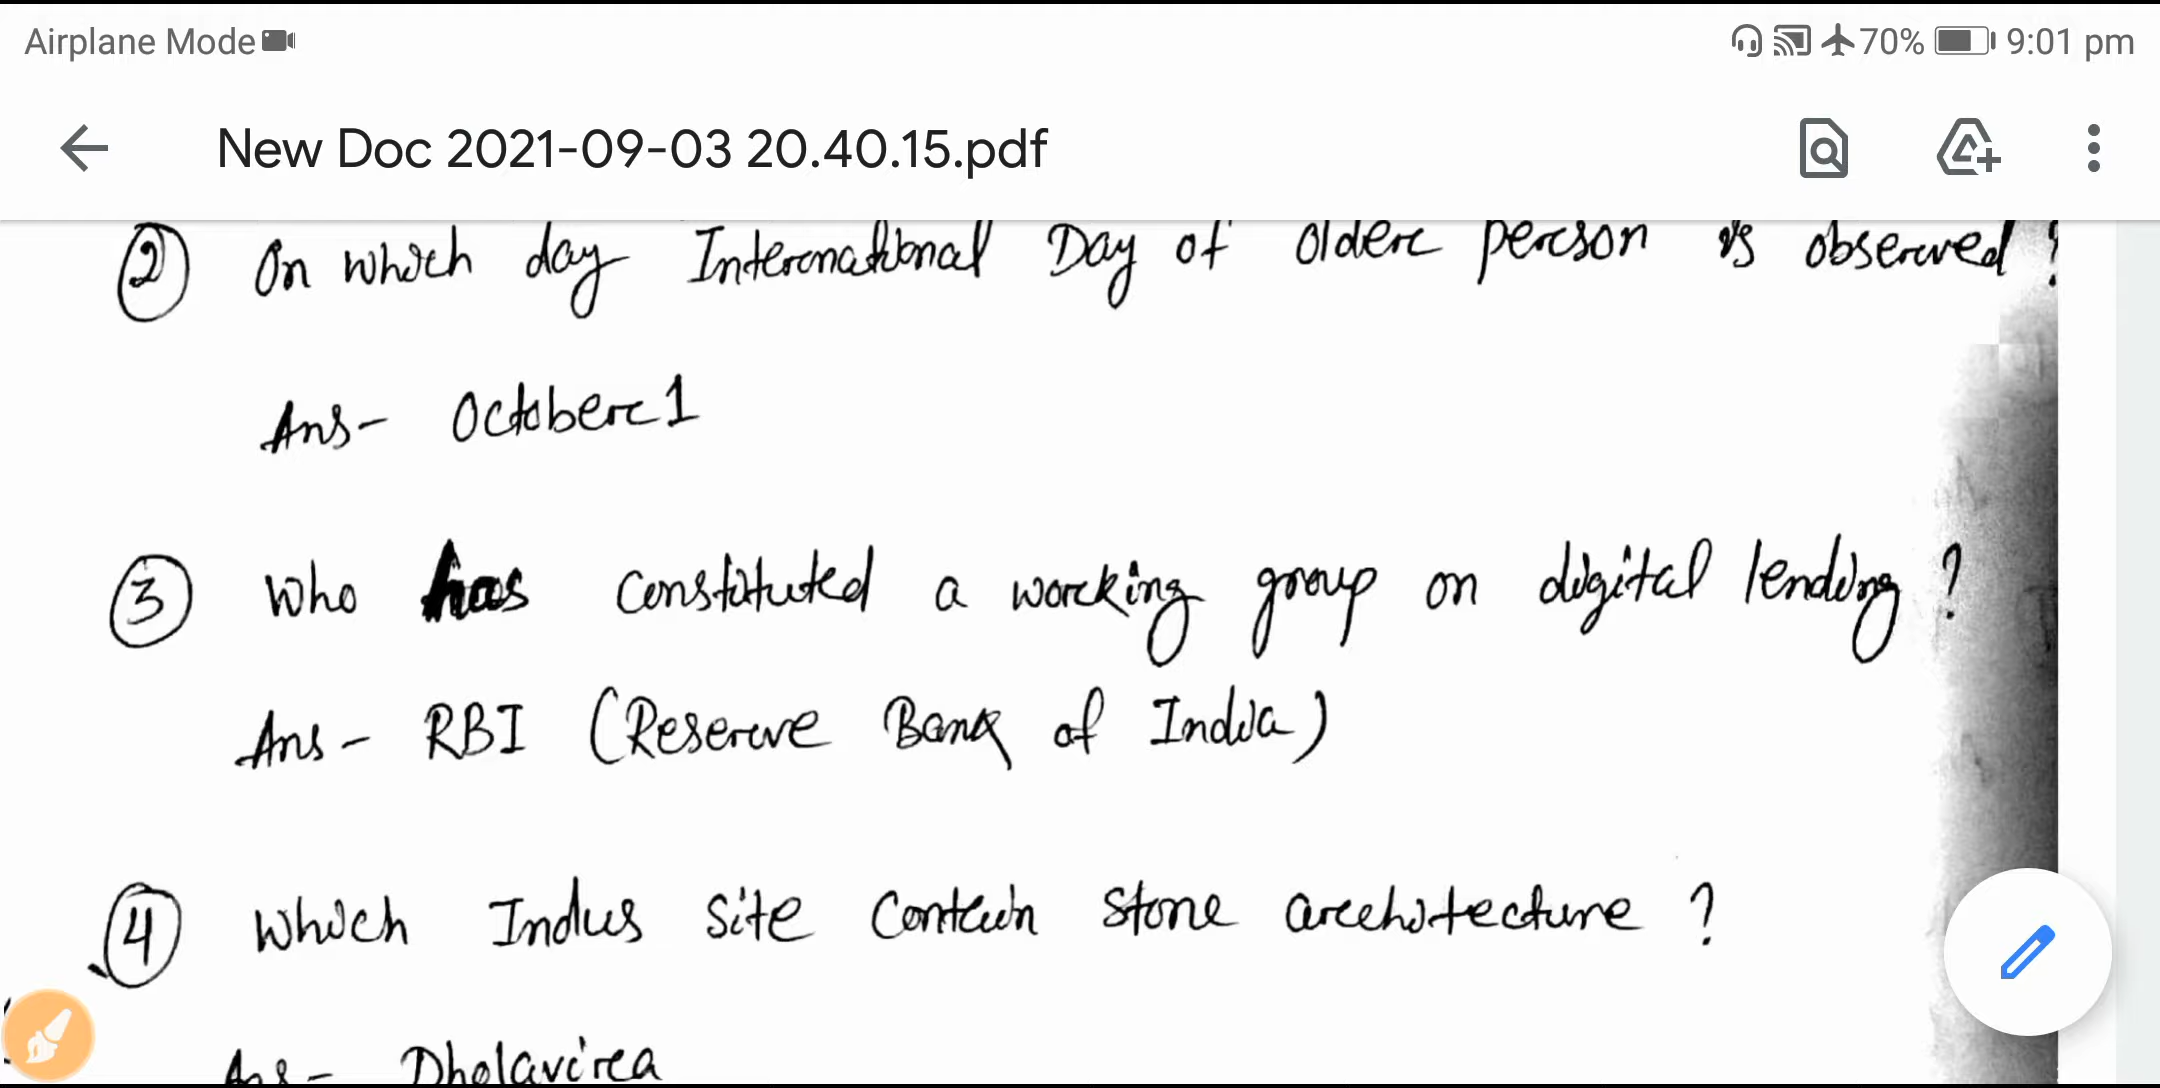 Airplane Mode 70% 9:01 pm
New Doc 2021-09-03 20.40.15.pdf
2 On which day International Day of older person is observed ?
Ans- October 1
3 Who has constituted a working group on digital lending ?
Ans - RBI (Reserve Bank of India)
4 Which Indus site contain stone architecture ?
Ans - Dholavira